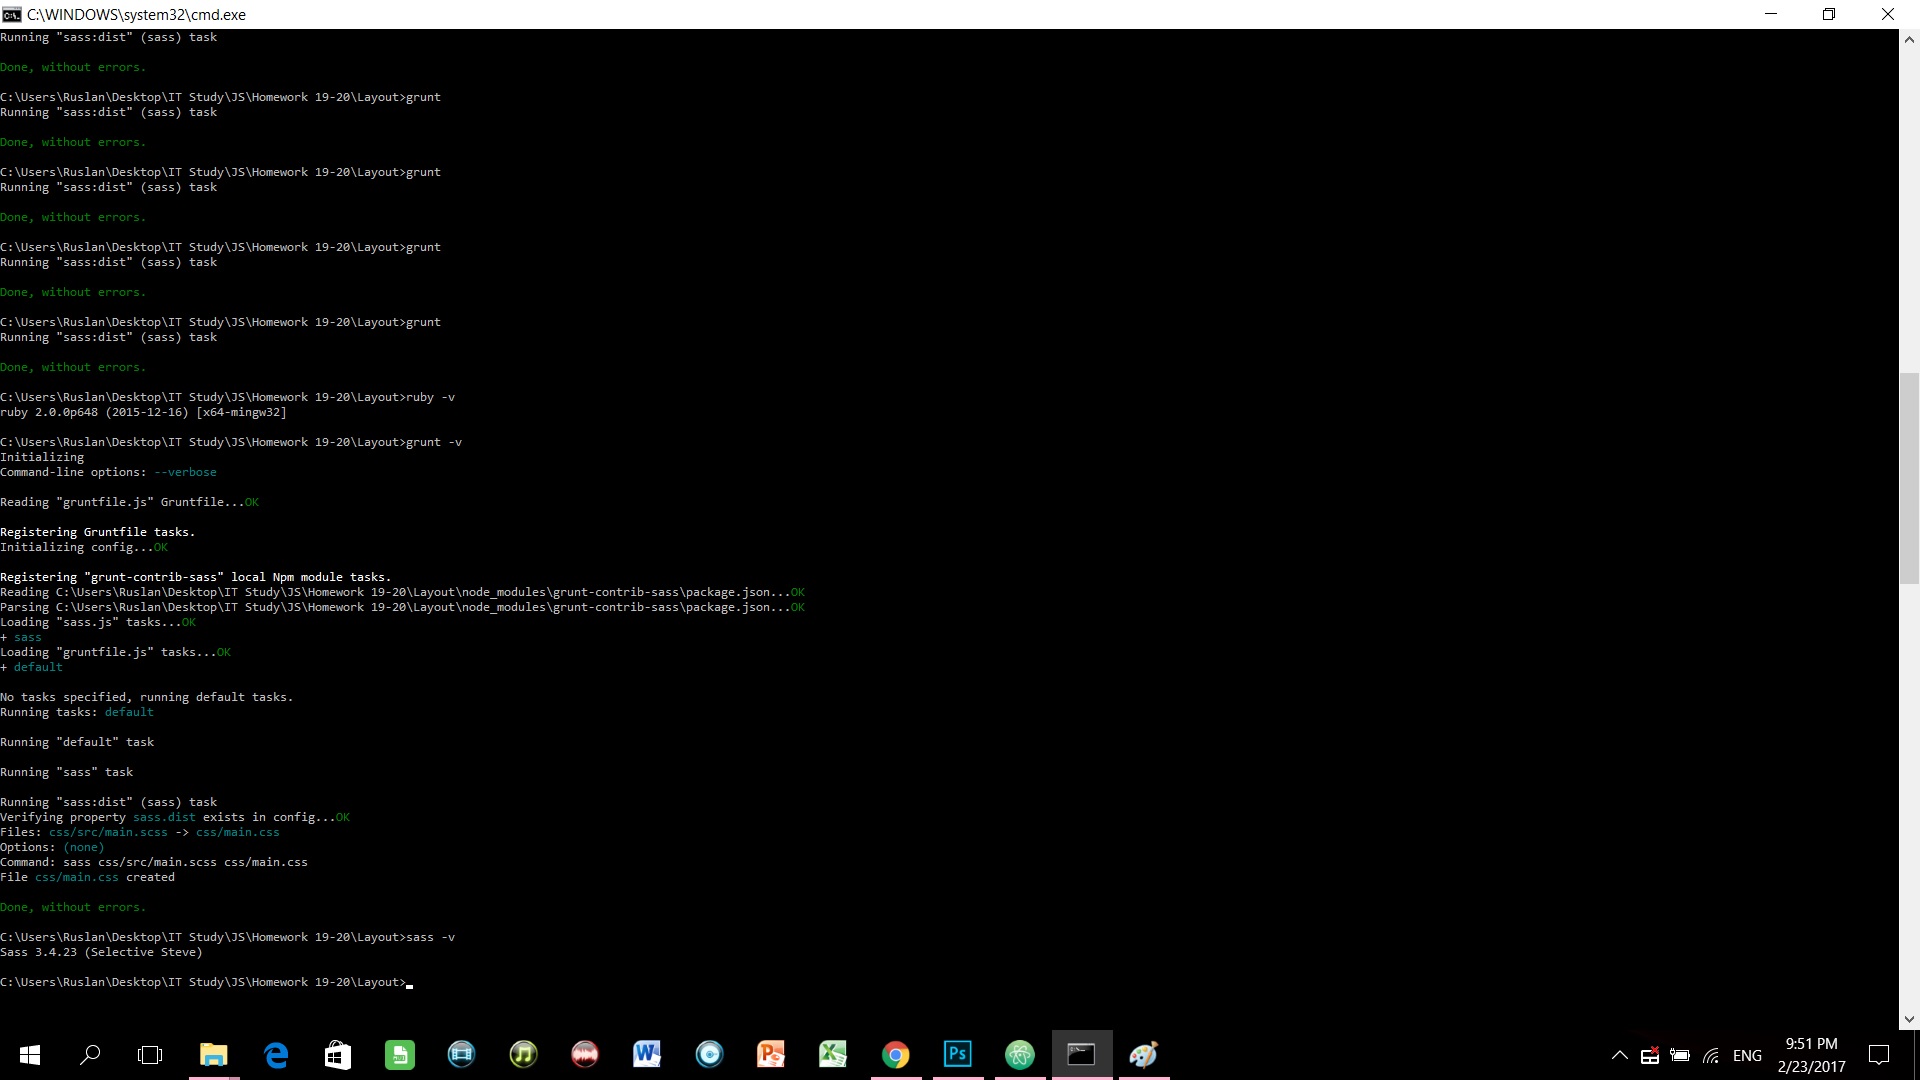 C:\WINDOWS\system32\cmd.exe
Running "sass:dist" (sass) task
Done, without errors.
C:\Users\Ruslan\Desktop\IT Study\JS\Homework 19-20\Layout>grunt
Running "sass:dist" (sass) task
Done, without errors.
C:\Users\Ruslan\Desktop\IT Study\JS\Homework 19-20\Layout>grunt
Running "sass:dist" (sass) task
Done, without errors.
C:\Users\Ruslan\Desktop\IT Study\JS\Homework 19-20\Layout>grunt
Running "sass:dist" (sass) task
Done, without errors.
C:\Users\Ruslan\Desktop\IT Study\JS\Homework 19-20\Layout>grunt
Running "sass:dist" (sass) task
Done, without errors.
C:\Users\Ruslan\Desktop\IT Study\JS\Homework 19-20\Layout>ruby -v
ruby 2.0.0p648 (2015-12-16) [x64-mingw32]
C:\Users\Ruslan\Desktop\IT Study\JS\Homework 19-20\Layout>grunt -v
Initializing
Command-line options: --verbose
Reading "gruntfile.js" Gruntfile...OK
Registering Gruntfile tasks.
Initializing config...OK
Registering "grunt-contrib-sass" local Npm module tasks.
Reading C:\Users\Ruslan\Desktop\IT Study\JS\Homework 19-20\Layout\node_modules\grunt-contrib-sass\package.json...OK
Parsing C:\Users\Ruslan\Desktop\IT Study\JS\Homework 19-20\Layout\node_modules\grunt-contrib-sass\package.json...OK
Loading "sass.js" tasks...OK
+ sass
Loading "gruntfile.js" tasks...OK
+ default
No tasks specified, running default tasks.
Running tasks: default
Running "default" task
Running "sass" task
Running "sass:dist" (sass) task
Verifying property sass.dist exists in config...OK
Files: css/src/main.scss -> css/main.css
Options: (none)
Command: sass css/src/main.scss css/main.css
File css/main.css created
Done, without errors.
C:\Users\Ruslan\Desktop\IT Study\JS\Homework 19-20\Layout>sass -v
Sass 3.4.23 (Selective Steve)
C:\Users\Ruslan\Desktop\IT Study\JS\Homework 19-20\Layout>
ENG
9:51 PM
2/23/2017